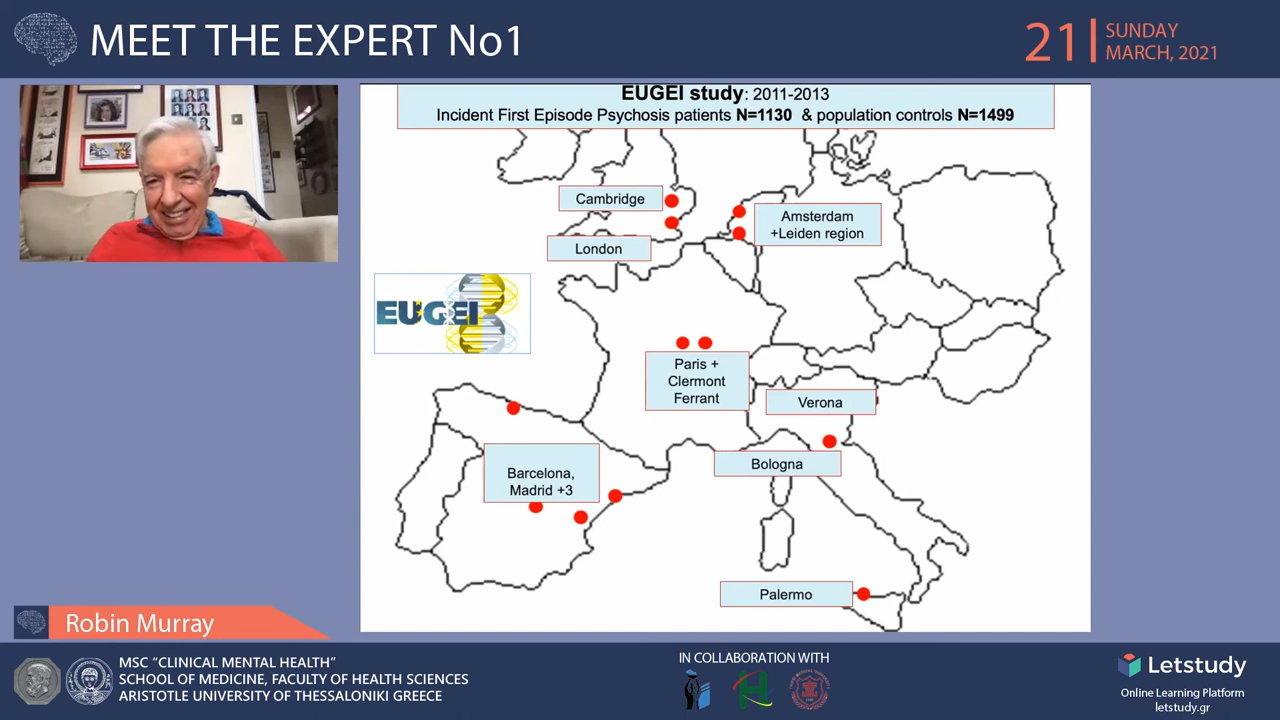 MEET THE EXPERT No1
21
SUNDAY
MARCH, 2021
EUGEI study: 2011-2013
Incident First Episode Psychosis patients N=1130 & population controls N=1499
Cambridge
London
Amsterdam
+Leiden region
EUGEI
Paris +
Clermont
Ferrant
Verona
Bologna
Barcelona,
Madrid +3
Palermo
Robin Murray
MSC “CLINICAL MENTAL HEALTH”
SCHOOL OF MEDICINE, FACULTY OF HEALTH SCIENCES
ARISTOTLE UNIVERSITY OF THESSALONIKI GREECE
IN COLLABORATION WITH
Letstudy
Online Learning Platform
letstudy.gr